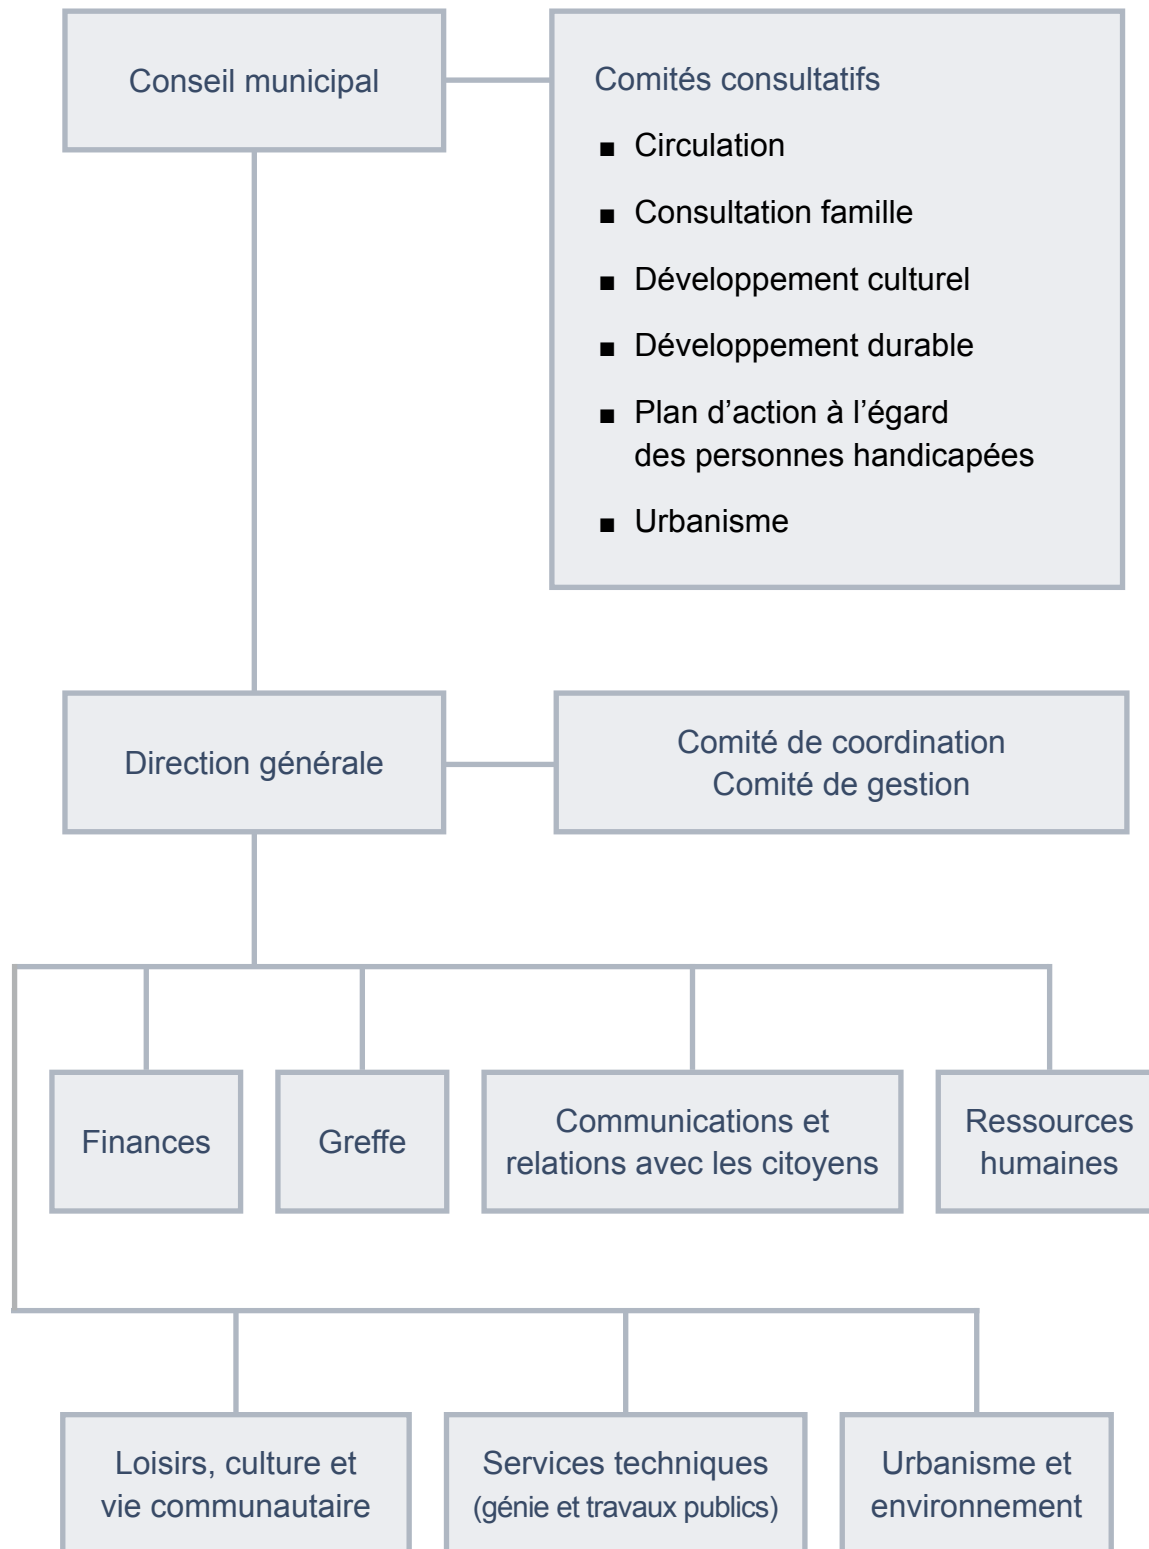 Conseil municipal
Comités consultatifs
■ Circulation
■ Consultation famille
■ Développement culturel
■ Développement durable
■ Plan d’action à l’égard
des personnes handicapées
■ Urbanisme
Direction générale
Comité de coordination
Comité de gestion
Finances
Greffe
Communications et
relations avec les citoyens
Ressources
humaines
Loisirs, culture et
vie communautaire
Services techniques
(génie et travaux publics)
Urbanisme et
environnement